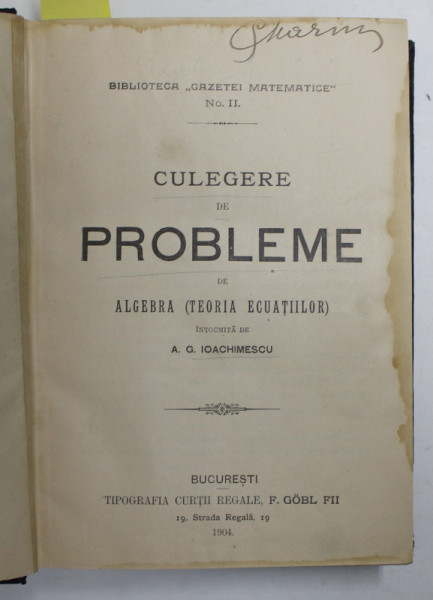 BIBLIOTECA „GAZETEI MATEMATICE"
No. II.
CULEGERE
DE
PROBLEME
DE
ALGEBRA (TEORIA ECUAȚIILOR)
ÎNTOCMITĂ DE
A. G. IOACHIMESCU
BUCUREȘTI
TIPOGRAFIA CURȚII REGALE, F. GÖBL FII
19, Strada Regală, 19
1904.